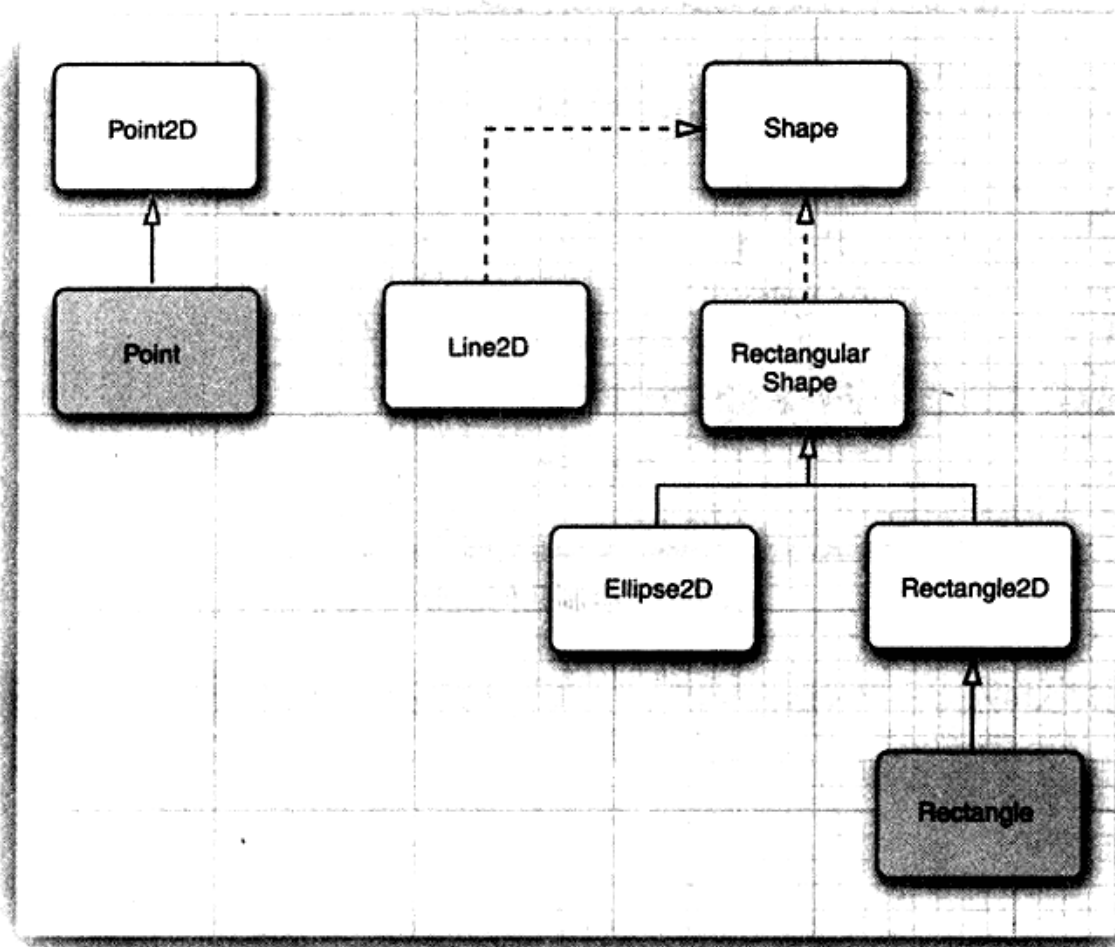 Point2D
Shape
Point
Line2D
Rectangular
Shape
Ellipse2D
Rectangle2D
Rectangle